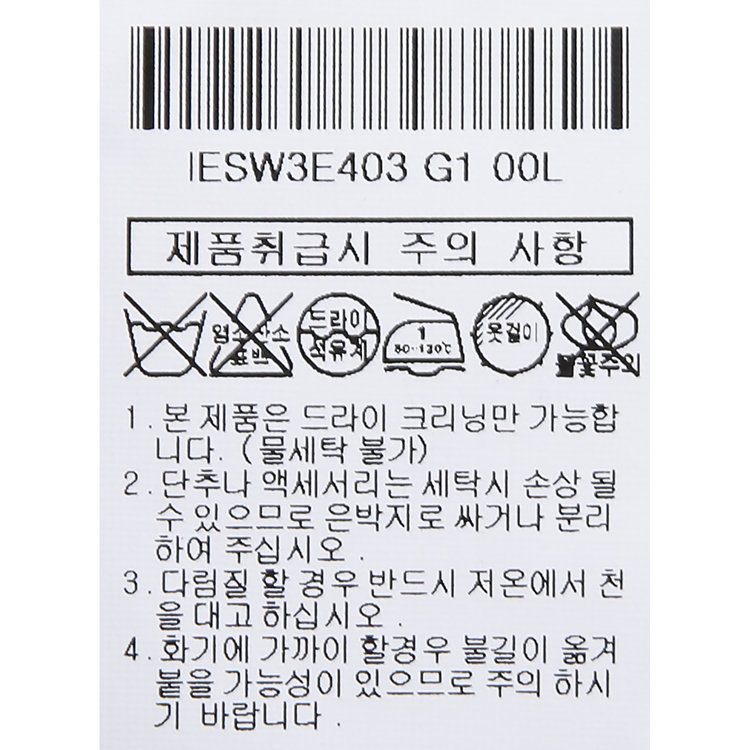 IESW3E403 G1 00L
제품취급시 주의 사항
염소산소 드라이 1 옷걸이
표백 석유계 80~130℃ 불꽃주의
1.본 제품은 드라이 크리닝만 가능합
니다. (물세탁 불가)
2.단추나 액세서리는 세탁시 손상 될
수 있으므로 은박지로 싸거나 분리
하여 주십시오 .
3.다림질 할 경우 반드시 저온에서 천
을 대고 하십시오 .
4.화기에 가까이 할경우 불길이 옮겨
붙을 가능성이 있으므로 주의 하시
기 바랍니다 .